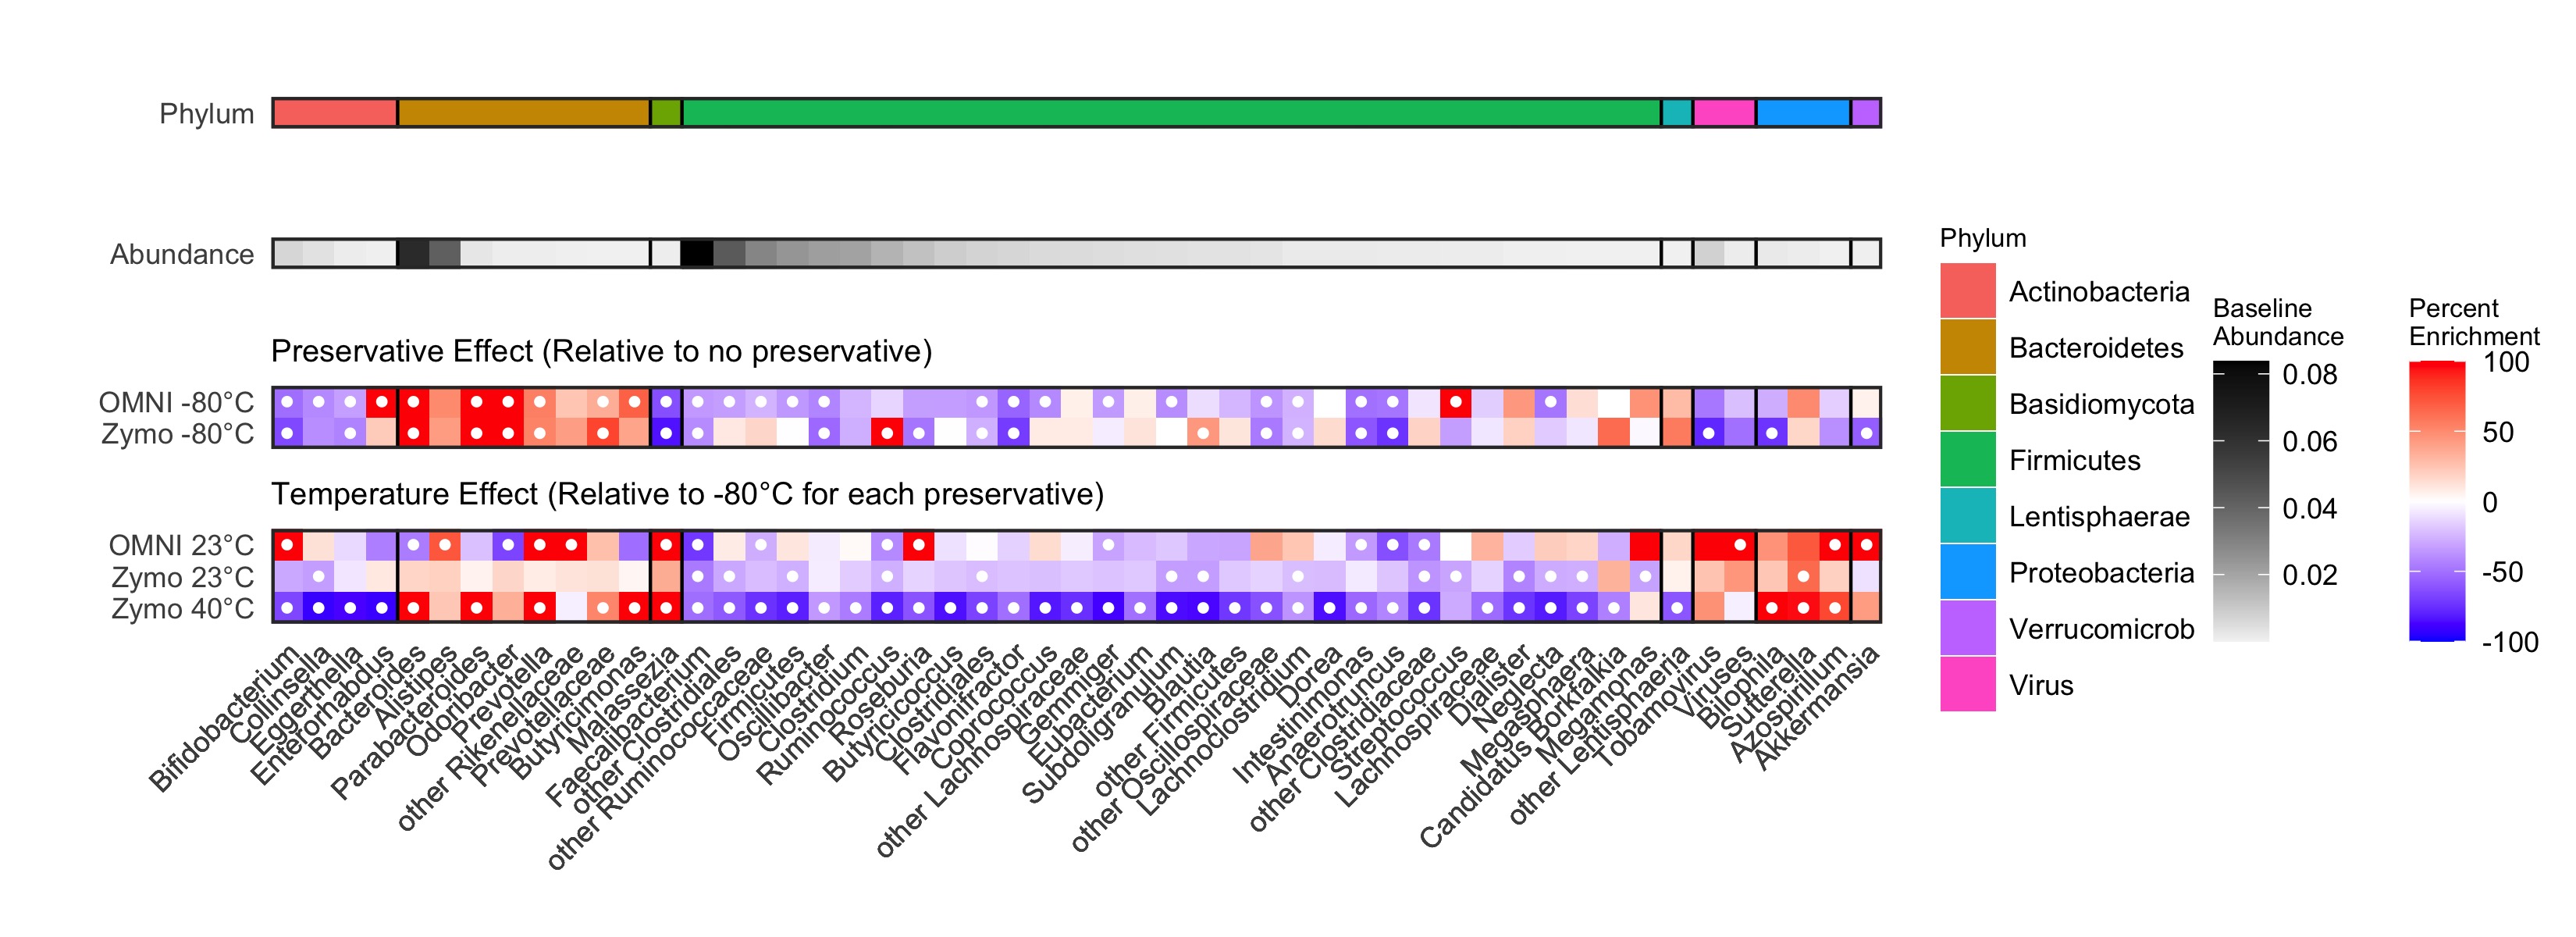 Phylum
Abundance
Preservative Effect (Relative to no preservative)
OMNI -80°C
Zymo -80°C
Temperature Effect (Relative to -80°C for each preservative)
OMNI 23°C
Zymo 23°C
Zymo 40°C
Bifidobacterium
Collinsella
Eggerthella
Enterorhabdus
Bacteroides
Alistipes
Parabacteroides
Odoribacter
Prevotella
other Rikenellaceae
Prevotellaceae
Butyricimonas
Malassezia
Faecalibacterium
other Clostridiales
other Ruminococcaceae
Firmicutes
Oscillibacter
Clostridium
Ruminococcus
Roseburia
Butyricicoccus
Clostridiales
Flavonifractor
Coprococcus
other Lachnospiraceae
Gemmiger
Eubacterium
Subdoligranulum
Blautia
other Firmicutes
other Oscillospiraceae
Lachnoclostridium
Dorea
Intestinimonas
Anaerotruncus
other Clostridiaceae
Streptococcus
Lachnospiraceae
Dialister
Neglecta
Megasphaera
Candidatus Borkfalkia
Megamonas
other Lentisphaeria
Tobamovirus
Viruses
Bilophila
Sutterella
Azospirillum
Akkermansia
Phylum
Actinobacteria
Bacteroidetes
Basidiomycota
Firmicutes
Lentisphaerae
Proteobacteria
Verrucomicrob
Virus
Baseline
Abundance
0.08
0.06
0.04
0.02
Percent
Enrichment
100
50
0
-50
-100